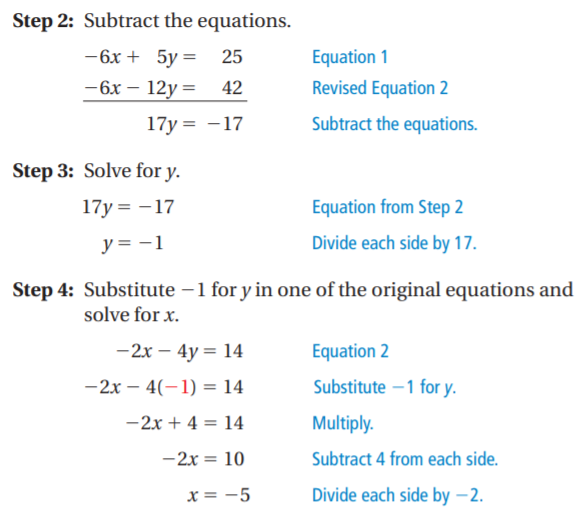 Step 2: Subtract the equations.
−6x + 5y = 25 Equation 1
−6x − 12y = 42 Revised Equation 2
17y = −17 Subtract the equations.
Step 3: Solve for y.
17y = −17 Equation from Step 2
y = −1 Divide each side by 17.
Step 4: Substitute −1 for y in one of the original equations and
solve for x.
−2x − 4y = 14 Equation 2
−2x − 4(−1) = 14 Substitute −1 for y.
−2x + 4 = 14 Multiply.
−2x = 10 Subtract 4 from each side.
x = −5 Divide each side by −2.